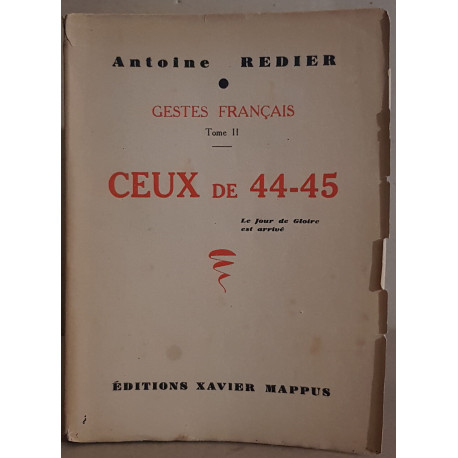 Antoine REDIER
GESTES FRANÇAIS
Tome II
CEUX DE 44-45
Le Jour de Gloire
est arrivé
ÉDITIONS XAVIER MAPPUS